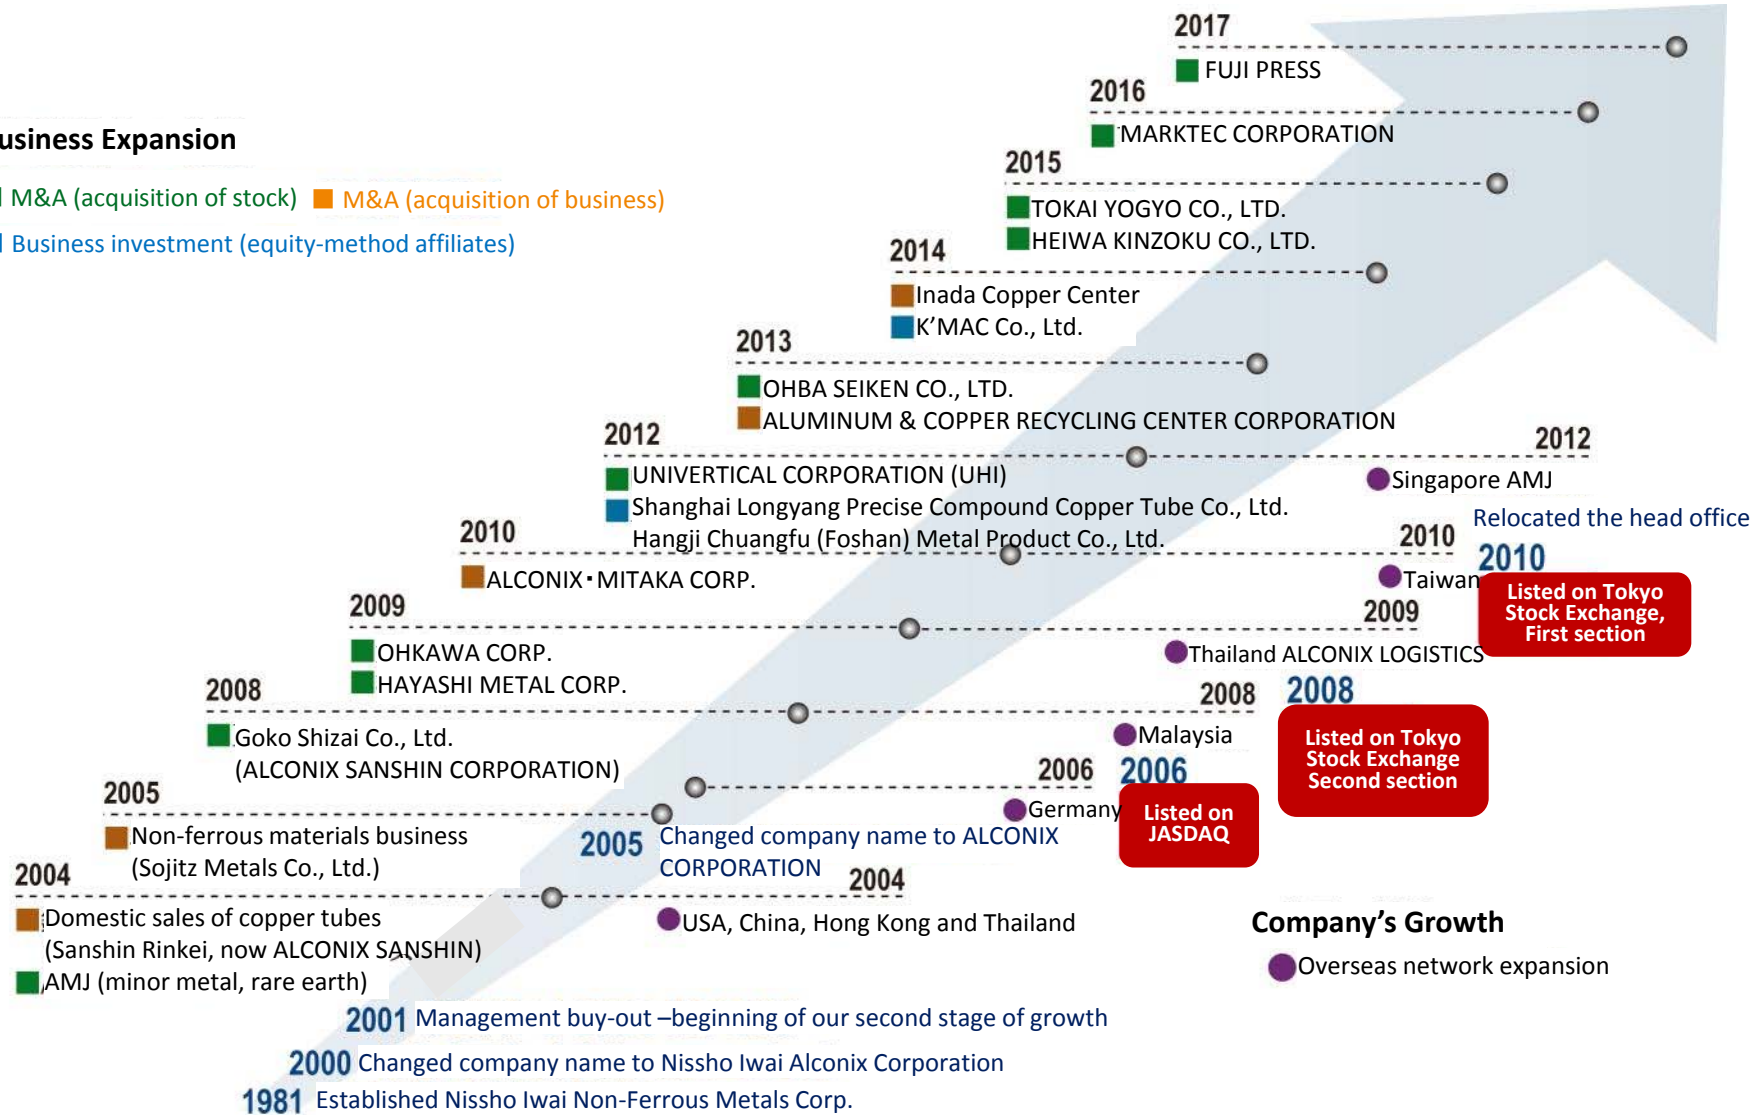 2017
FUJI PRESS
2016
MARKTEC CORPORATION
usiness Expansion
2015
M&A (acquisition of stock)
M&A (acquisition of business)
TOKAI YOGYO CO., LTD.
HEIWA KINZOKU CO., LTD.
Business investment (equity-method affiliates)
2014
Inada Copper Center
K’MAC Co., Ltd.
2013
OHBA SEIKEN CO., LTD.
ALUMINUM & COPPER RECYCLING CENTER CORPORATION
2012
2012
UNIVERTICAL CORPORATION (UHI)
Singapore AMJ
Shanghai Longyang Precise Compound Copper Tube Co., Ltd.
Hangji Chuangfu (Foshan) Metal Product Co., Ltd.
Relocated the head office
2010
2010
2010
ALCONIX・MITAKA CORP.
Taiwan
Listed on Tokyo
Stock Exchange,
First section
2009
2009
OHKAWA CORP.
Thailand ALCONIX LOGISTICS
HAYASHI METAL CORP.
2008
2008
2008
Goko Shizai Co., Ltd.
(ALCONIX SANSHIN CORPORATION)
Malaysia
Listed on Tokyo
Stock Exchange
Second section
2006
2006
Germany
Listed on
JASDAQ
2005
Non-ferrous materials business
(Sojitz Metals Co., Ltd.)
2005
Changed company name to ALCONIX
CORPORATION
2004
2004
Domestic sales of copper tubes
(Sanshin Rinkei, now ALCONIX SANSHIN)
USA, China, Hong Kong and Thailand
AMJ (minor metal, rare earth)
Company’s Growth
Overseas network expansion
2001 Management buy-out –beginning of our second stage of growth
2000 Changed company name to Nissho Iwai Alconix Corporation
1981 Established Nissho Iwai Non-Ferrous Metals Corp.